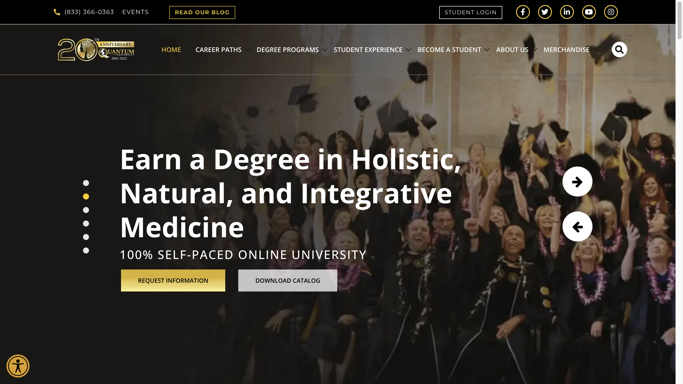 (833) 366-0363
EVENTS
READ OUR BLOG
STUDENT LOGIN
20 ANNIVERSARY
QUANTUM
HOME
CAREER PATHS
DEGREE PROGRAMS
STUDENT EXPERIENCE
BECOME A STUDENT
ABOUT US
MERCHANDISE
Earn a Degree in Holistic,
Natural, and Integrative
Medicine
100% SELF-PACED ONLINE UNIVERSITY
REQUEST INFORMATION
DOWNLOAD CATALOG